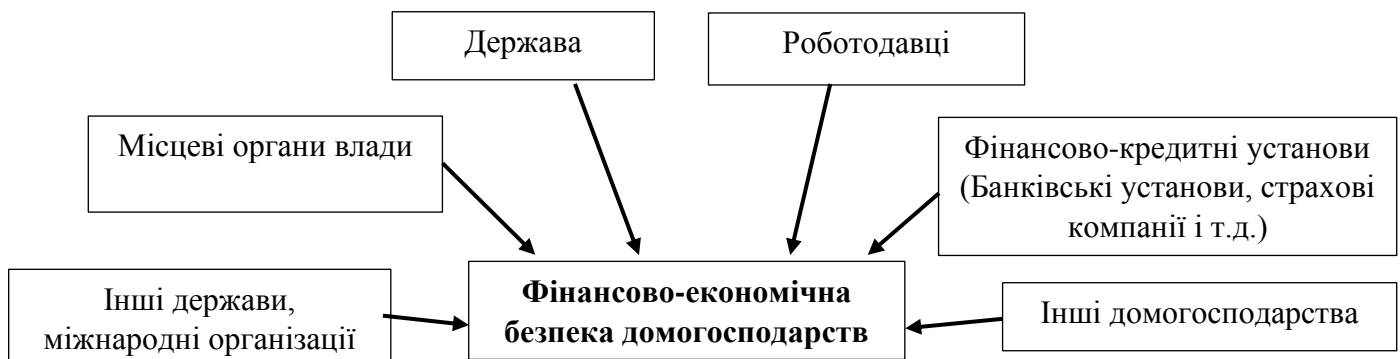 Держава
Роботодавці
Місцеві органи влади
Фінансово-кредитні установи
(Банківські установи, страхові
компанії і т.д.)
Інші держави,
міжнародні організації
Фінансово-економічна
безпека домогосподарств
Інші домогосподарства